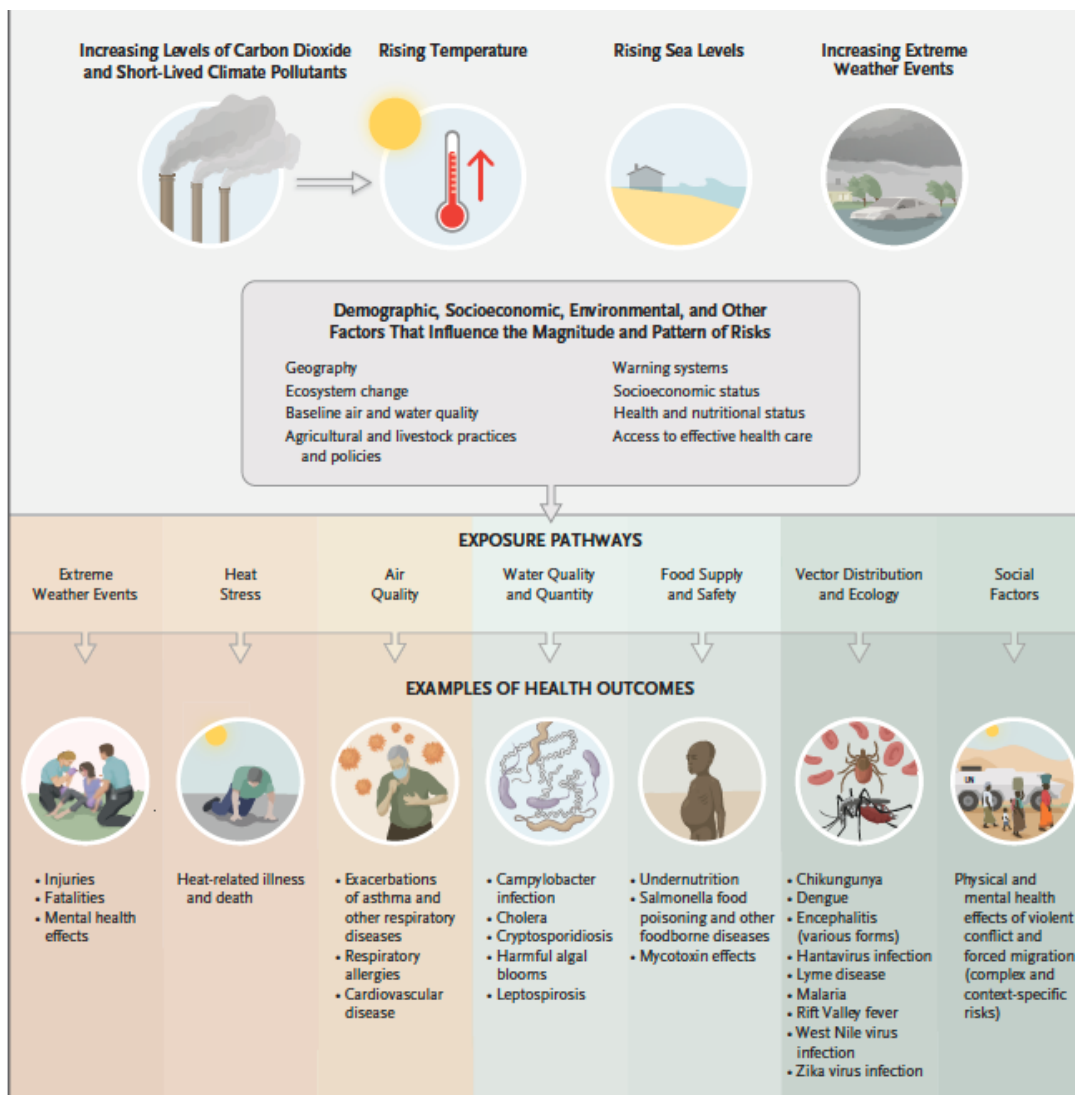 Increasing Levels of Carbon Dioxide
and Short-Lived Climate Pollutants
Rising Temperature
Rising Sea Levels
Increasing Extreme
Weather Events
Demographic, Socioeconomic, Environmental, and Other
Factors That Influence the Magnitude and Pattern of Risks
Geography
Ecosystem change
Baseline air and water quality
Agricultural and livestock practices
and policies
Warning systems
Socioeconomic status
Health and nutritional status
Access to effective health care
EXPOSURE PATHWAYS
Extreme
Weather Events
Heat
Stress
Air
Quality
Water Quality
and Quantity
Food Supply
and Safety
Vector Distribution
and Ecology
Social
Factors
EXAMPLES OF HEALTH OUTCOMES
UN
• Injuries
• Fatalities
• Mental health
effects
Heat-related illness
and death
• Exacerbations
of asthma and
other respiratory
diseases
• Respiratory
allergies
• Cardiovascular
disease
• Campylobacter
infection
• Cholera
• Cryptosporidiosis
• Harmful algal
blooms
• Leptospirosis
• Undernutrition
• Salmonella food
poisoning and other
foodborne diseases
• Mycotoxin effects
• Chikungunya
• Dengue
• Encephalitis
(various forms)
• Hantavirus infection
• Lyme disease
• Malaria
• Rift Valley fever
• West Nile virus
infection
• Zika virus infection
Physical and
mental health
effects of violent
conflict and
forced migration
(complex and
context-specific
risks)